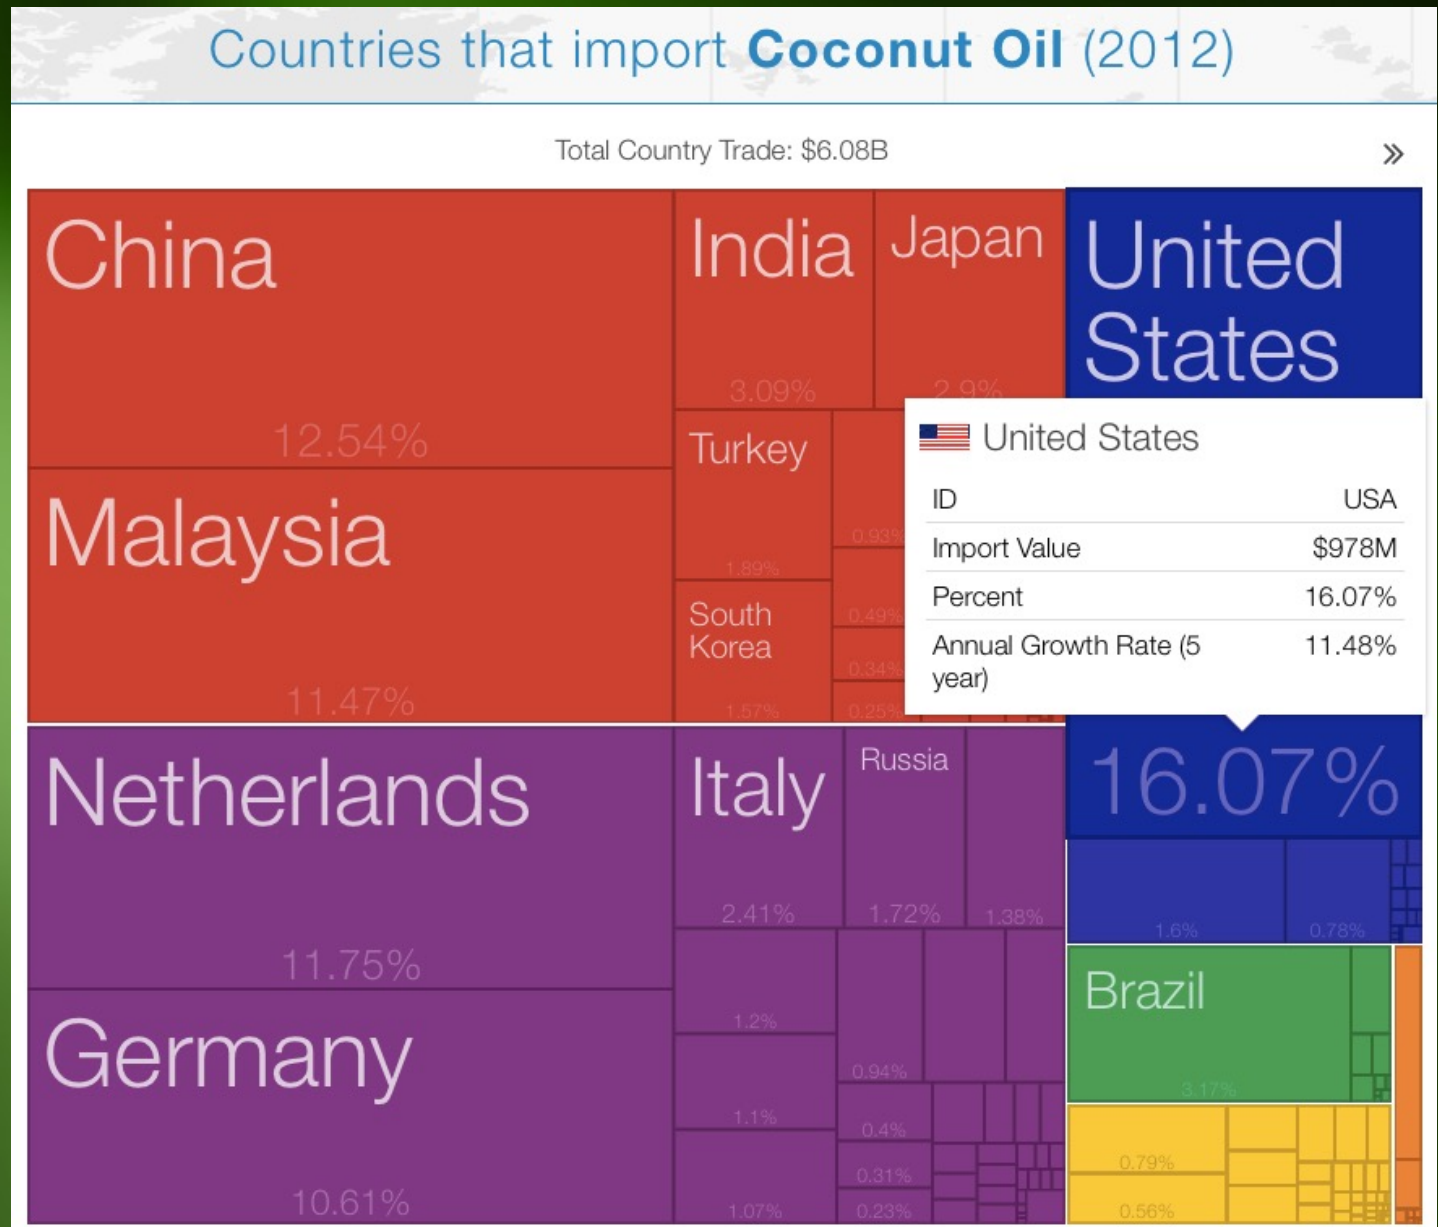 Countries that import Coconut Oil (2012)
Total Country Trade: $6.08B
»
China
12.54%
Malaysia
11.47%
India
3.09%
Japan
2.9%
Turkey
1.89%
South
Korea
1.57%
0.93%
0.49%
0.34%
0.25%
United
States
United States
ID USA
Import Value $978M
Percent 16.07%
Annual Growth Rate (5 11.48%
year)
16.07%
1.6%
0.78%
Netherlands
11.75%
Germany
10.61%
Italy
2.41%
Russia
1.72%
1.38%
1.2%
1.1%
1.07%
0.94%
0.4%
0.31%
0.23%
Brazil
3.17%
0.79%
0.56%